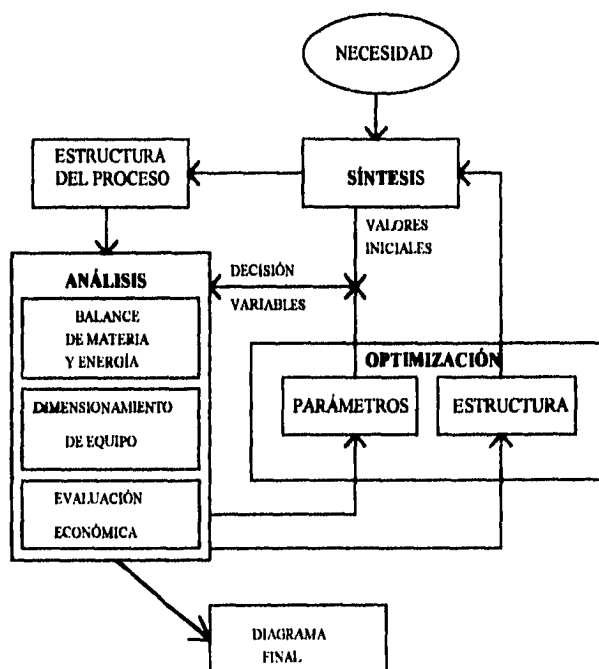 NECESIDAD
ESTRUCTURA
DEL PROCESO
SÍNTESIS
VALORES
INICIALES
ANÁLISIS
DECISIÓN
VARIABLES
BALANCE
DE MATERIA
Y ENERGÍA
OPTIMIZACIÓN
PARÁMETROS
ESTRUCTURA
DIMENSIONAMIENTO
DE EQUIPO
EVALUACIÓN
ECONÓMICA
DIAGRAMA
FINAL